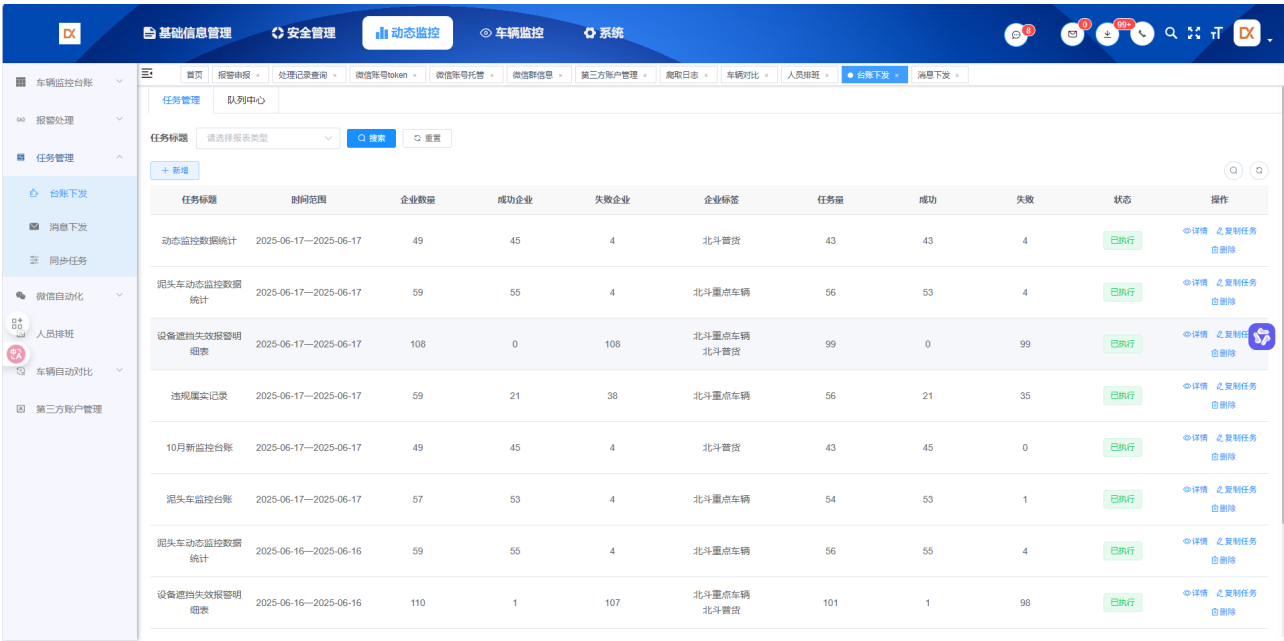 DX
基础信息管理 安全管理 动态监控 车辆监控 系统
8 0 99+ DX
车辆监控台账
报警处理
任务管理
台账下发
消息下发
同步任务
微信自动化
人员排班
车辆自动对比
第三方账户管理
首页 报警申报 × 处理记录查询 × 微信账号token × 微信账号托管 × 微信群信息 × 第三方账户管理 × 爬取日志 × 车辆对比 × 人员排班 × 台账下发 × 消息下发 ×
任务管理 队列中心
任务标题 请选择报表类型 搜索 重置
+ 新增
任务标题 时间范围 企业数量 成功企业 失败企业 企业标签 任务量 成功 失败 状态 操作
动态监控数据统计 2025-06-17—2025-06-17 49 45 4 北斗普货 43 43 4 已执行 详情 复制任务
删除
泥头车动态监控数据
统计 2025-06-17—2025-06-17 59 55 4 北斗重点车辆 56 53 4 已执行 详情 复制任务
删除
设备遮挡失效报警明
细表 2025-06-17—2025-06-17 108 0 108 北斗重点车辆
北斗普货 99 0 99 已执行 详情 复制任
删除
违规属实记录 2025-06-17—2025-06-17 59 21 38 北斗重点车辆 56 21 35 已执行 详情 复制任务
删除
10月新监控台账 2025-06-17—2025-06-17 49 45 4 北斗普货 43 45 0 已执行 详情 复制任务
删除
泥头车监控台账 2025-06-17—2025-06-17 57 53 4 北斗重点车辆 54 53 1 已执行 详情 复制任务
删除
泥头车动态监控数据
统计 2025-06-16—2025-06-16 59 55 4 北斗重点车辆 56 55 4 已执行 详情 复制任务
删除
设备遮挡失效报警明
细表 2025-06-16—2025-06-16 110 1 107 北斗重点车辆
北斗普货 101 1 98 已执行 详情 复制任务
删除